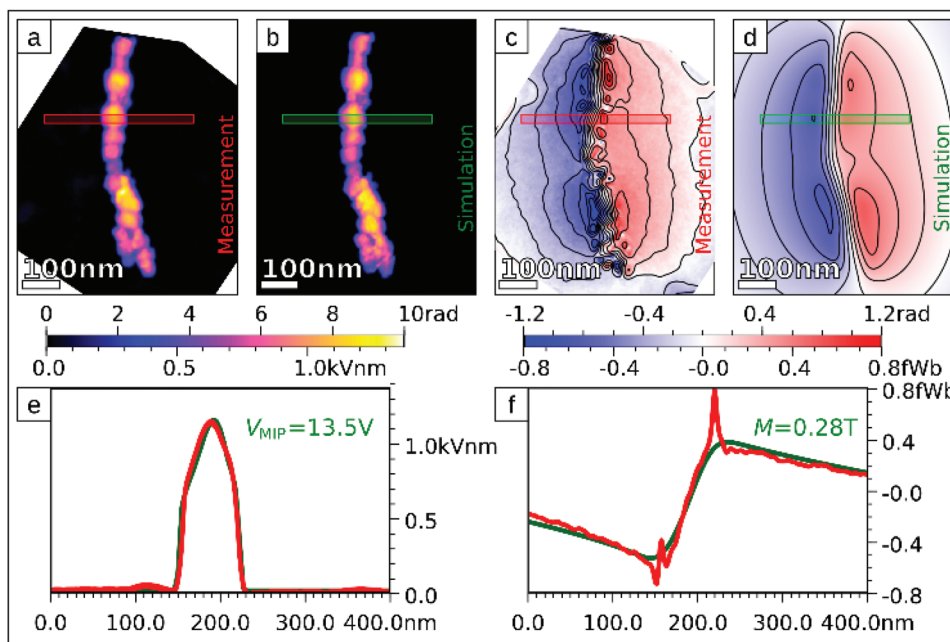 a
Measurement
100nm
b
Simulation
100nm
c
Measurement
100nm
d
Simulation
100nm
0 2 4 6 8 10rad
0.0 0.5 1.0kVnm
-1.2 -0.4 0.4 1.2rad
-0.8 -0.4 -0.0 0.4 0.8fWb
e
V_MIP=13.5V
1.0kVnm
0.5
0.0
0.0 100.0 200.0 300.0 400.0nm
f
M=0.28T
0.8fWb
0.4
-0.0
-0.4
-0.8
0.0 100.0 200.0 300.0 400.0nm